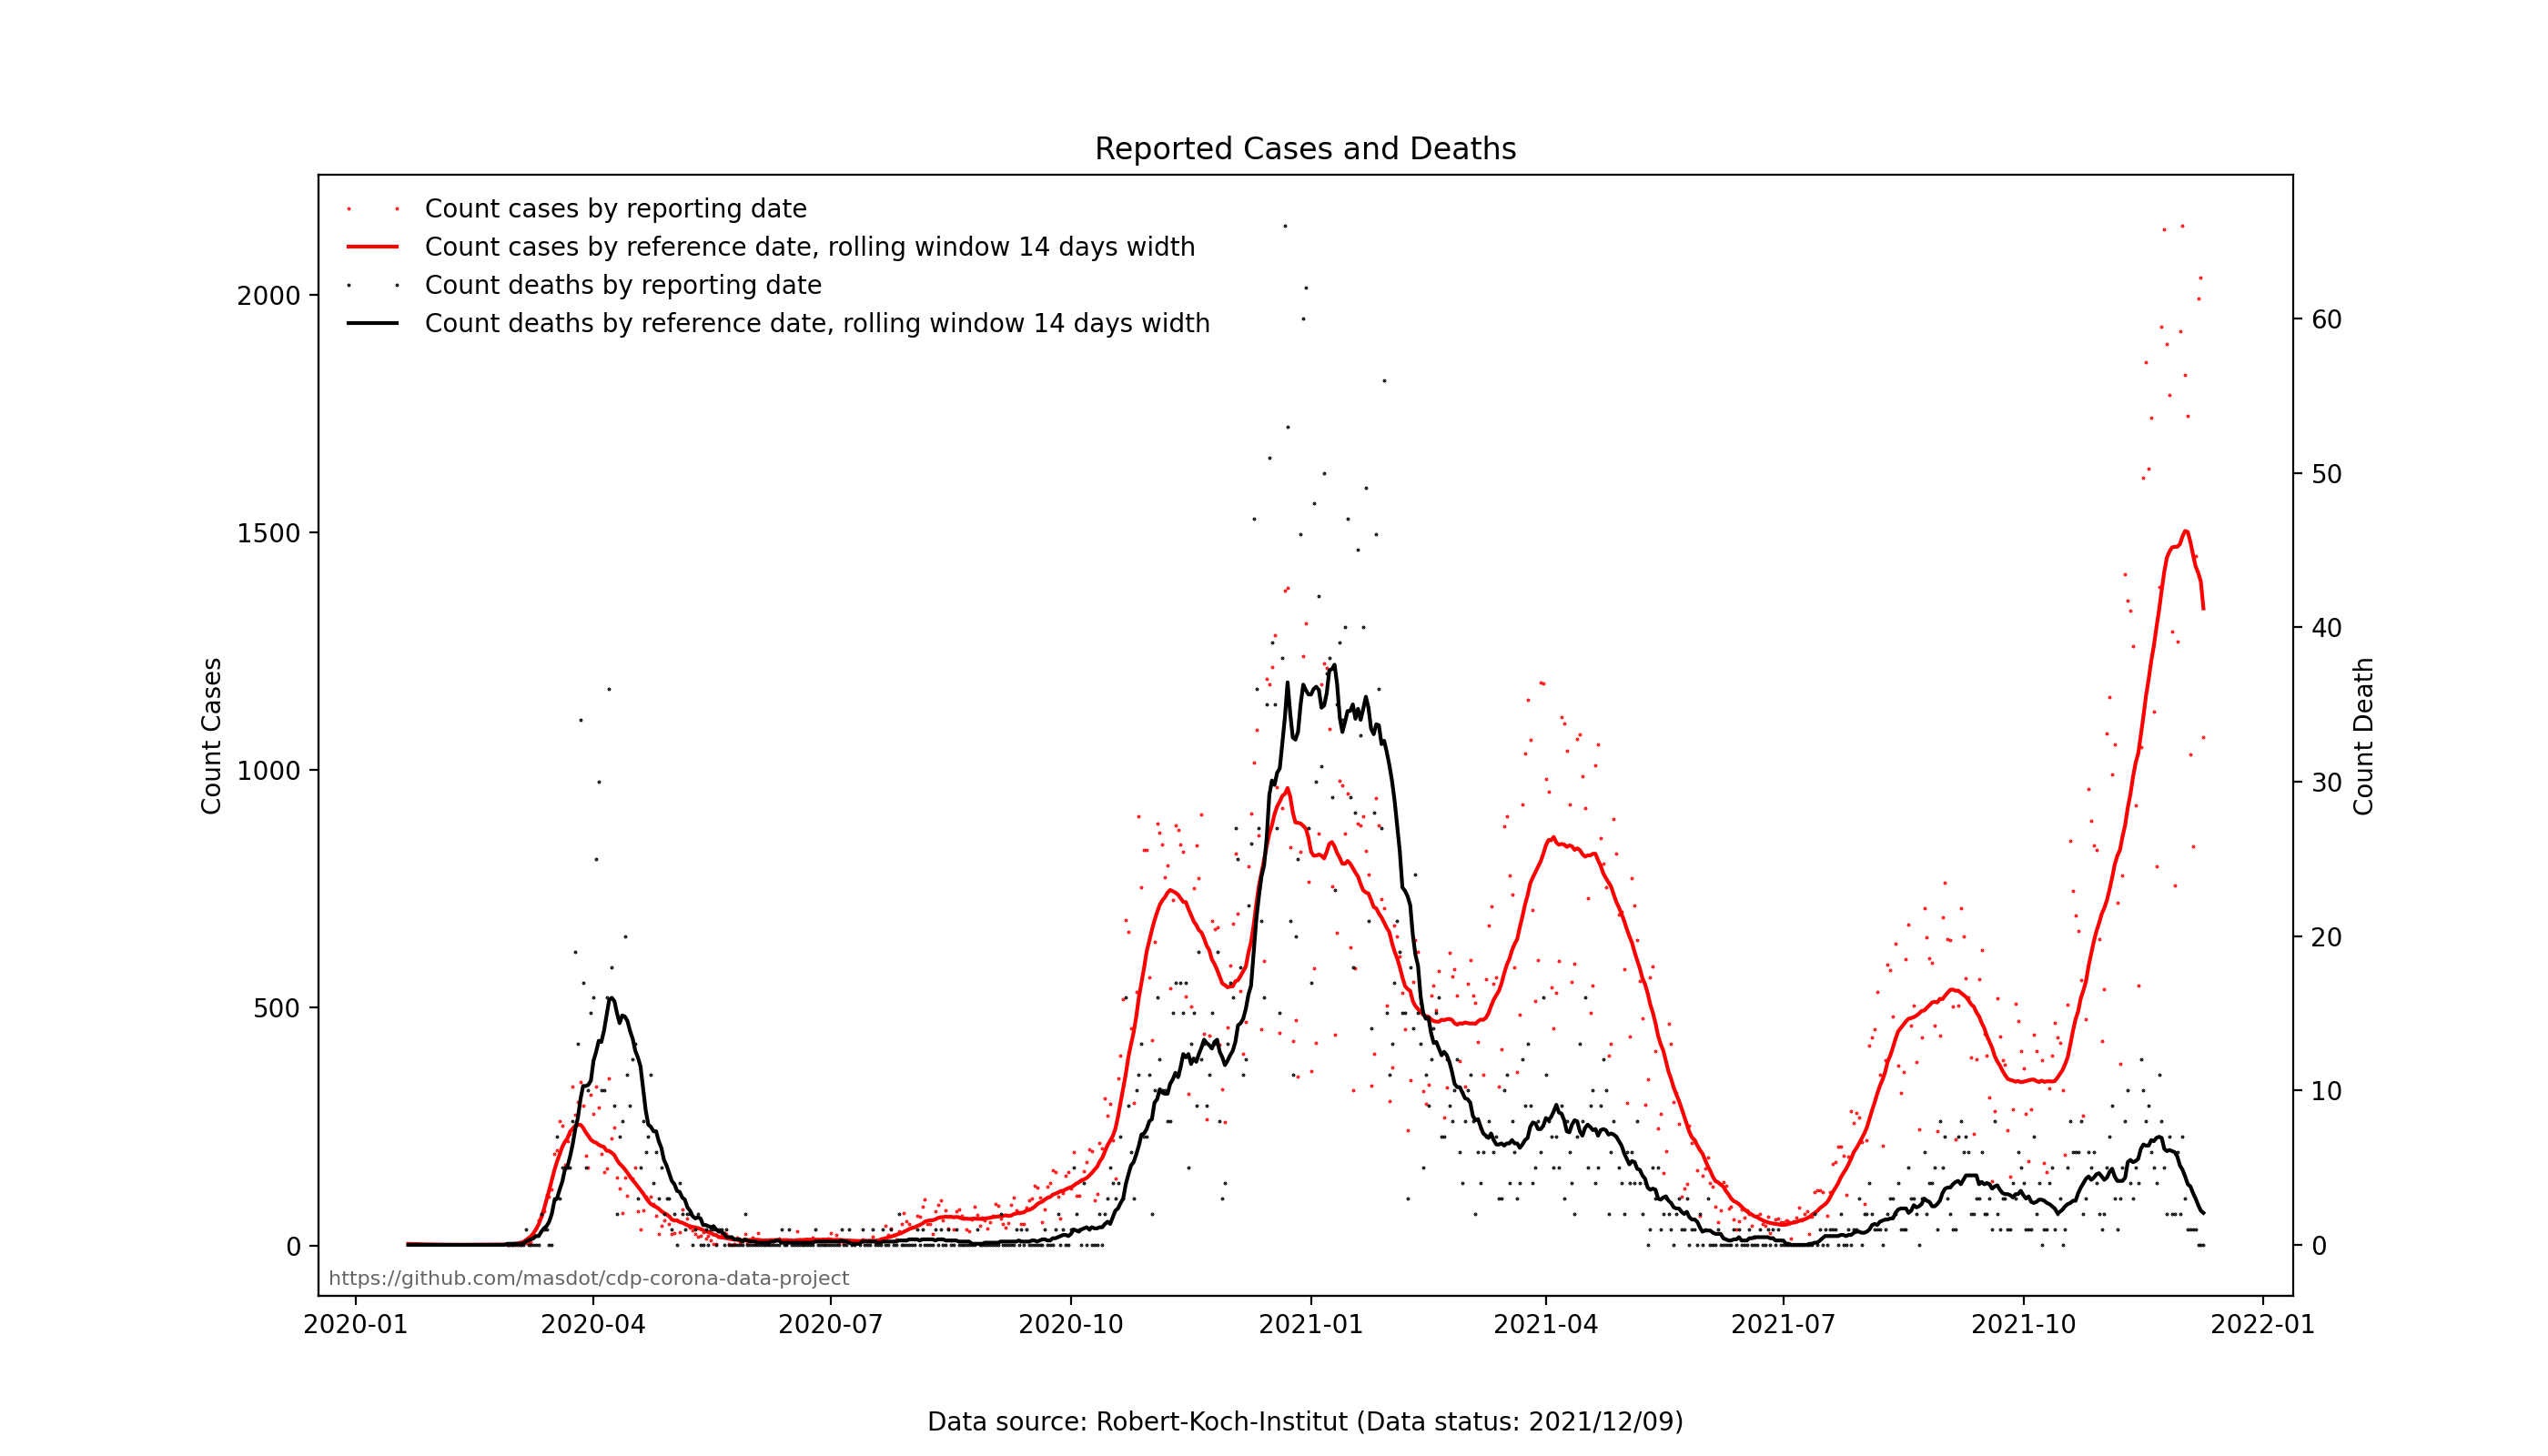 Reported Cases and Deaths
Count cases by reporting date
Count cases by reference date, rolling window 14 days width
Count deaths by reporting date
Count deaths by reference date, rolling window 14 days width
2000
1500
1000
500
0
Count Cases
60
50
40
30
20
10
0
Count Death
https://github.com/masdot/cdp-corona-data-project
2020-01
2020-04
2020-07
2020-10
2021-01
2021-04
2021-07
2021-10
2022-01
Data source: Robert-Koch-Institut (Data status: 2021/12/09)